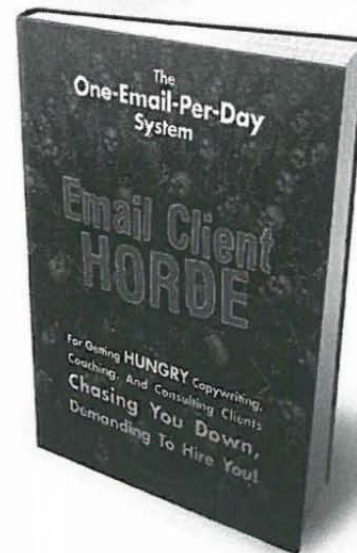 The
One-Email-Per-Day
System
Email Client
HORDE
For Getting HUNGRY Copywriting,
Coaching, And Consulting Clients
Chasing You Down,
Demanding To Hire You!